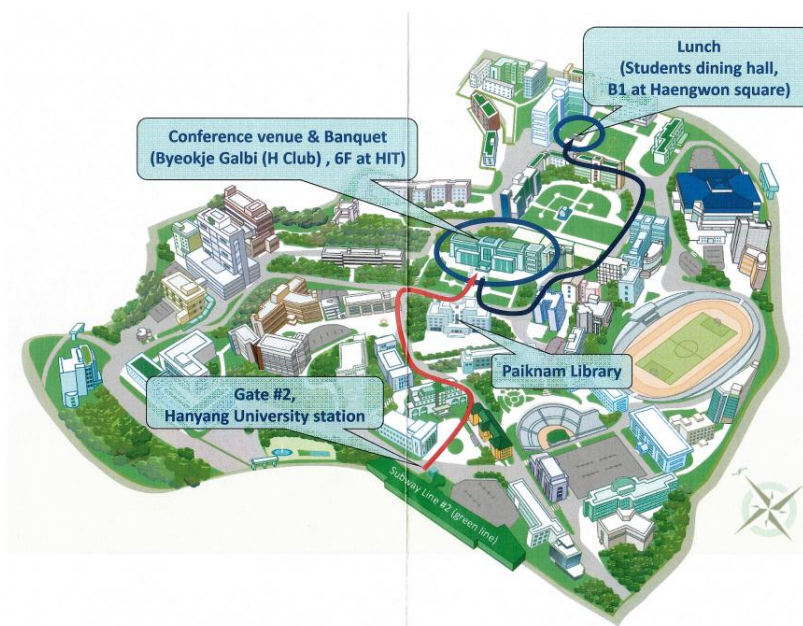 Lunch
(Students dining hall,
B1 at Haengwon square)
Conference venue & Banquet
(Byeokje Galbi (H Club) , 6F at HIT)
Paiknam Library
Gate #2,
Hanyang University station
Subway Line #2 (green line)
N